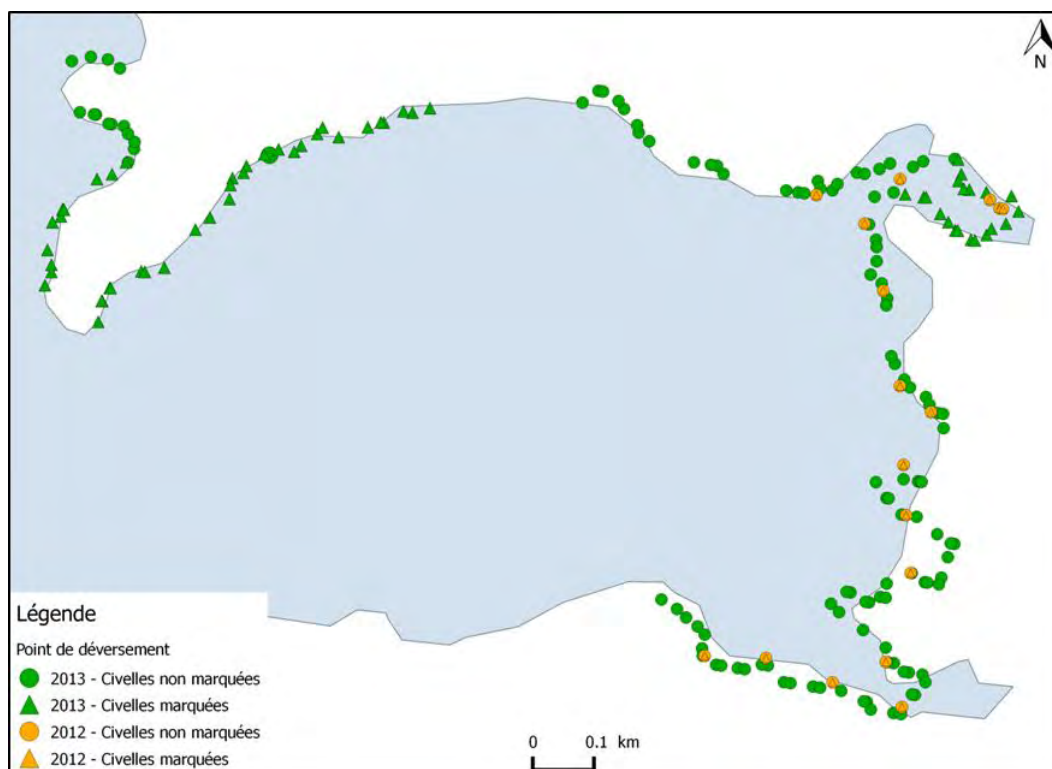 N
Légende
Point de déversement
2013 - Civelles non marquées
2013 - Civelles marquées
2012 - Civelles non marquées
2012 - Civelles marquées
0 0.1 km